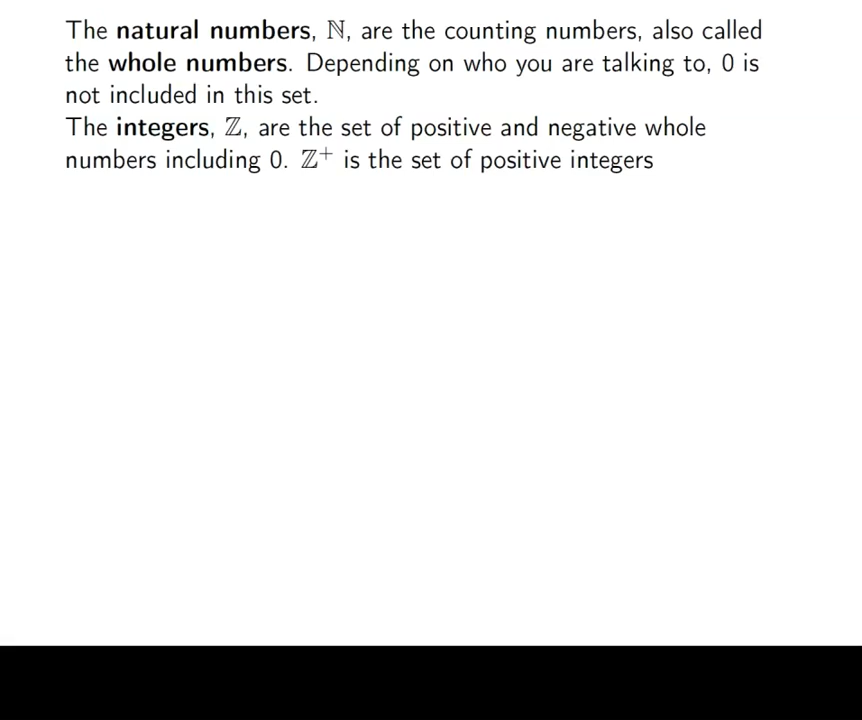 The natural numbers, ℕ, are the counting numbers, also called
the whole numbers. Depending on who you are talking to, 0 is
not included in this set.
The integers, ℤ, are the set of positive and negative whole
numbers including 0. ℤ⁺ is the set of positive integers